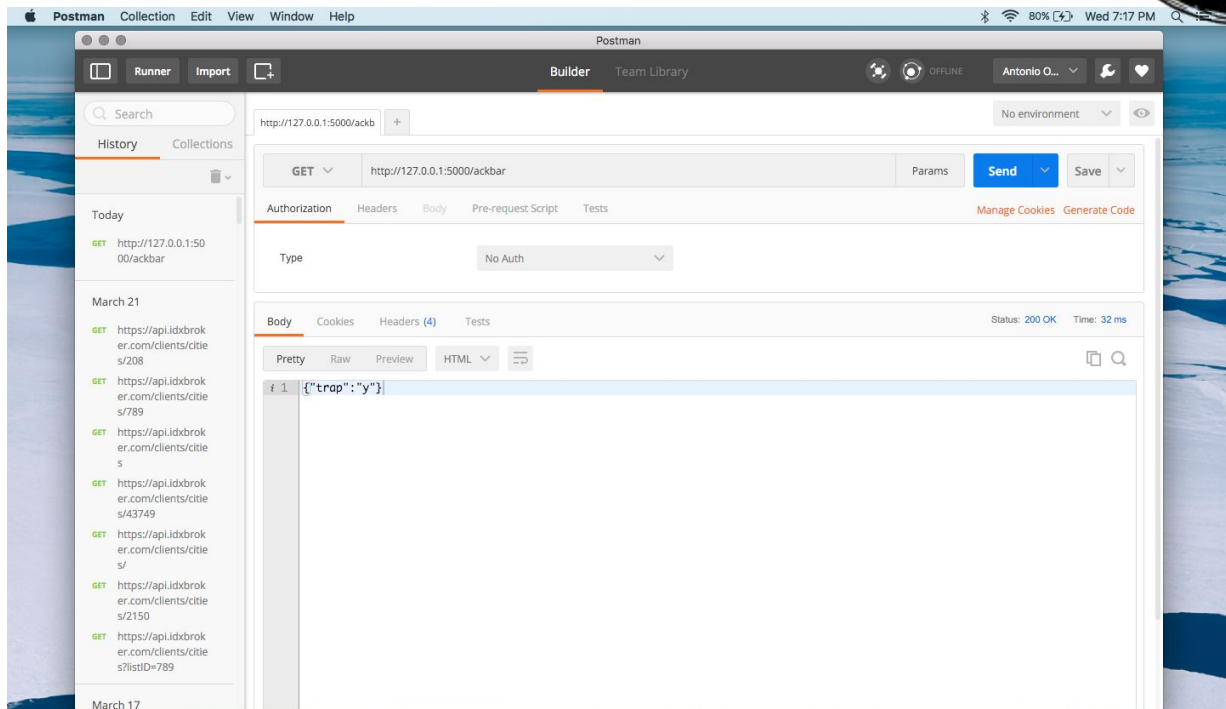 Postman Collection Edit View Window Help 80% Wed 7:17 PM
Postman
Runner Import Builder Team Library OFFLINE Antonio O...
Search
History Collections
Today
GET http://127.0.0.1:50
00/ackbar
March 21
GET https://api.idxbrok
er.com/clients/citie
s/208
GET https://api.idxbrok
er.com/clients/citie
s/789
GET https://api.idxbrok
er.com/clients/citie
s
GET https://api.idxbrok
er.com/clients/citie
s/43749
GET https://api.idxbrok
er.com/clients/citie
s/
GET https://api.idxbrok
er.com/clients/citie
s/2150
GET https://api.idxbrok
er.com/clients/citie
s?listID=789
March 17
http://127.0.0.1:5000/ackb +
No environment
GET http://127.0.0.1:5000/ackbar Params Send Save
Authorization Headers Body Pre-request Script Tests Manage Cookies Generate Code
Type No Auth
Body Cookies Headers (4) Tests Status: 200 OK Time: 32 ms
Pretty Raw Preview HTML
i 1 {"trap":"y"}